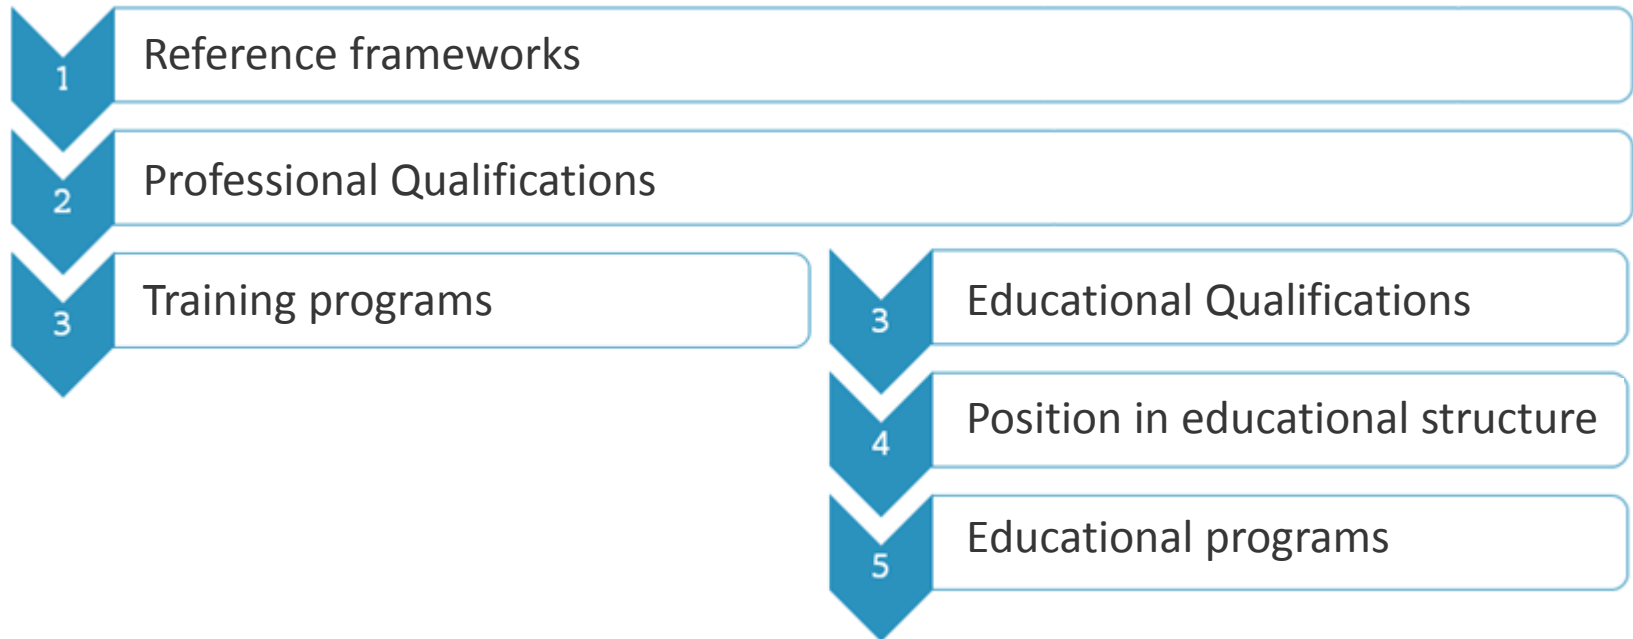 1 Reference frameworks
2 Professional Qualifications
3 Training programs
3 Educational Qualifications
4 Position in educational structure
5 Educational programs